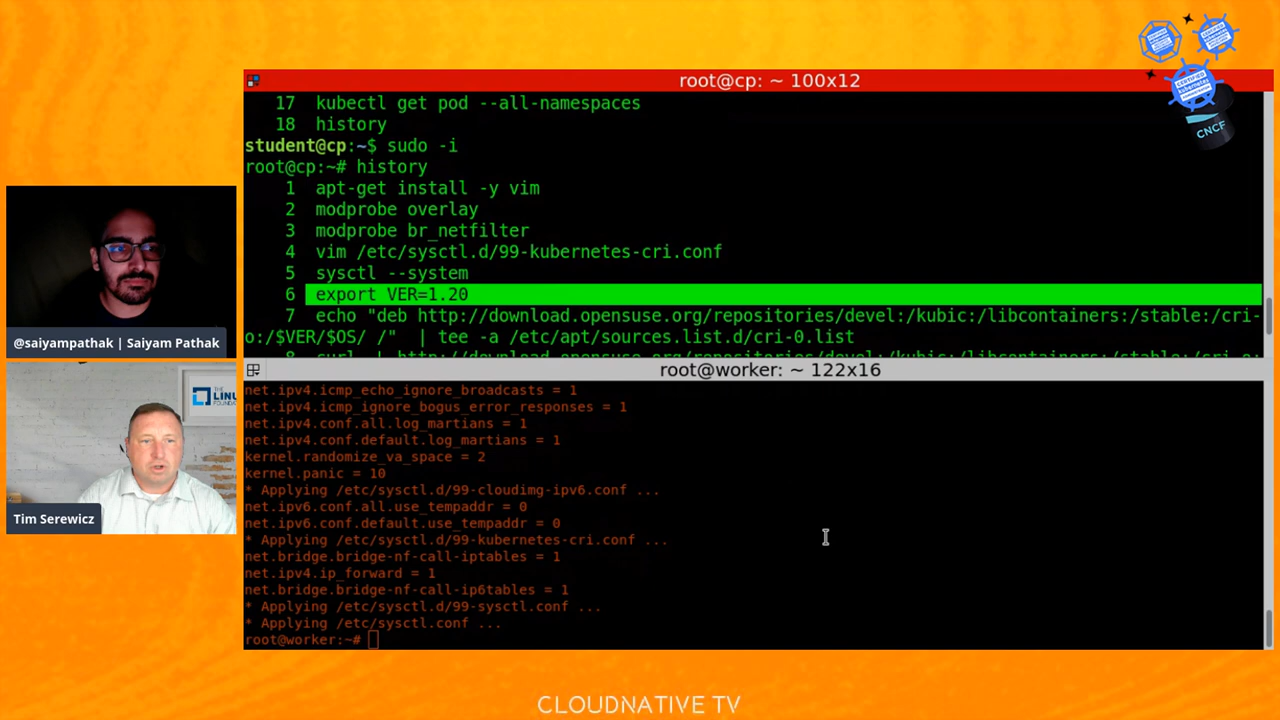 root@cp: ~ 100x12
17 kubectl get pod --all-namespaces
18 history
student@cp:~$ sudo -i
root@cp:~# history
1 apt-get install -y vim
2 modprobe overlay
3 modprobe br_netfilter
4 vim /etc/sysctl.d/99-kubernetes-cri.conf
5 sysctl --system
6 export VER=1.20
7 echo "deb http://download.opensuse.org/repositories/devel:/kubic:/libcontainers:/stable:/cri-
o:/$VER/$OS/ /" | tee -a /etc/apt/sources.list.d/cri-0.list
root@worker: ~ 122x16
net.ipv4.icmp_echo_ignore_broadcasts = 1
net.ipv4.icmp_ignore_bogus_error_responses = 1
net.ipv4.conf.all.log_martians = 1
net.ipv4.conf.default.log_martians = 1
kernel.randomize_va_space = 2
kernel.panic = 10
* Applying /etc/sysctl.d/99-cloudimg-ipv6.conf ...
net.ipv6.conf.all.use_tempaddr = 0
net.ipv6.conf.default.use_tempaddr = 0
* Applying /etc/sysctl.d/99-kubernetes-cri.conf ...
net.bridge.bridge-nf-call-iptables = 1
net.ipv4.ip_forward = 1
net.bridge.bridge-nf-call-ip6tables = 1
* Applying /etc/sysctl.d/99-sysctl.conf ...
* Applying /etc/sysctl.conf ...
root@worker:~#
@saiyampathak | Saiyam Pathak
THE
LINU
Tim Serewicz
CNCF
CLOUDNATIVE TV